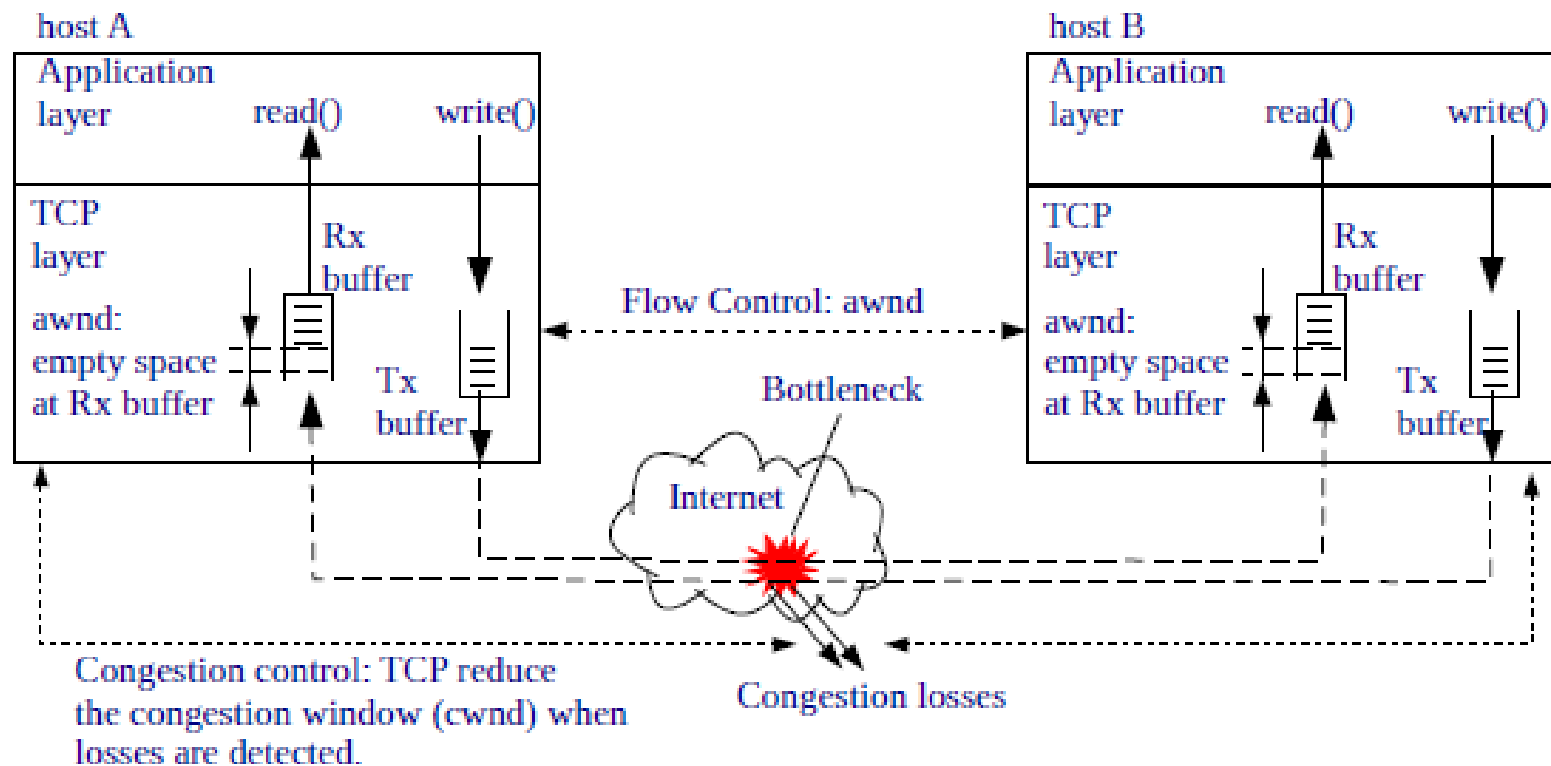 host A
Application
layer
read()
write()
TCP
layer
Rx
buffer
awnd:
empty space
at Rx buffer
Tx
buffer
Flow Control: awnd
Bottleneck
Internet
host B
Application
layer
read()
write()
TCP
layer
Rx
buffer
awnd:
empty space
at Rx buffer
Tx
buffer
Congestion control: TCP reduce
the congestion window (cwnd) when
losses are detected.
Congestion losses